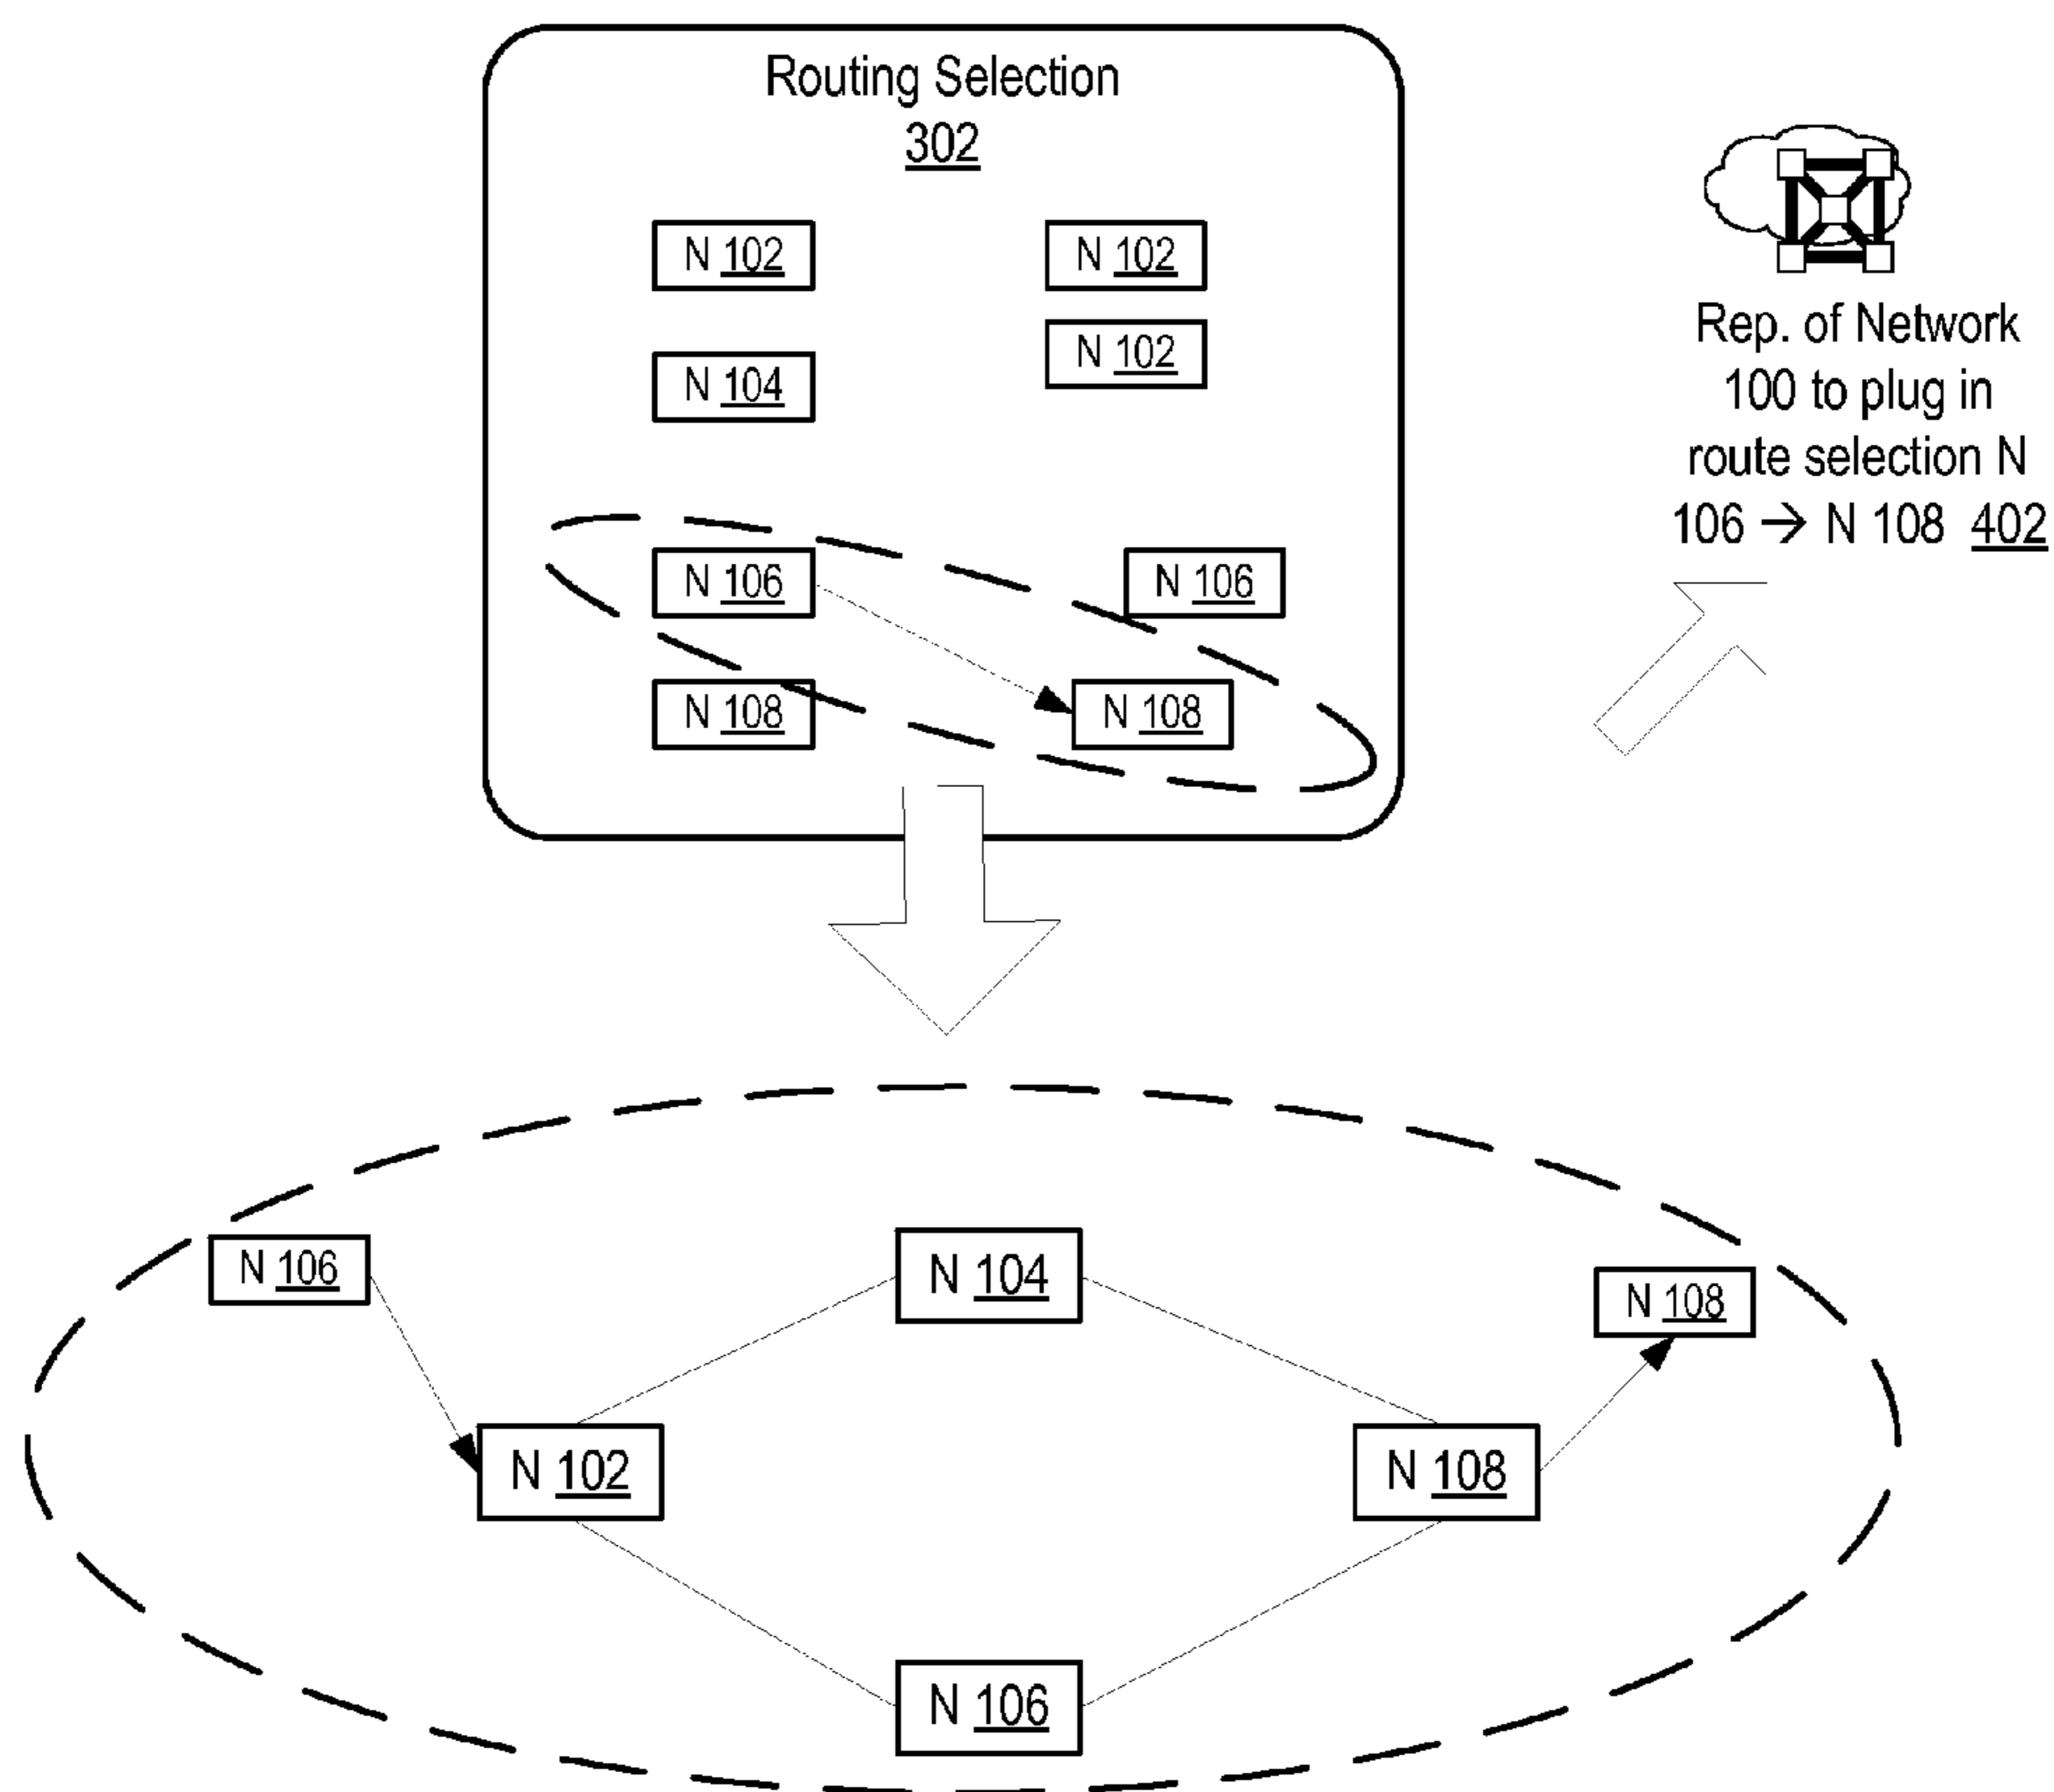 Routing Selection
302
N 102
N 102
N 102
N 104
N 106
N 106
N 108
N 108
Rep. of Network
100 to plug in
route selection N
106 → N 108 402
N 106
N 104
N 108
N 102
N 108
N 106